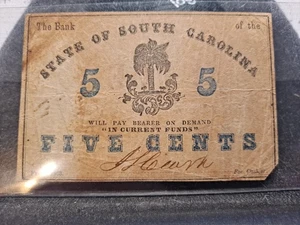 The Bank of the
STATE OF SOUTH CAROLINA
5 5
WILL PAY BEARER ON DEMAND
"IN CURRENT FUNDS"
FIVE CENTS